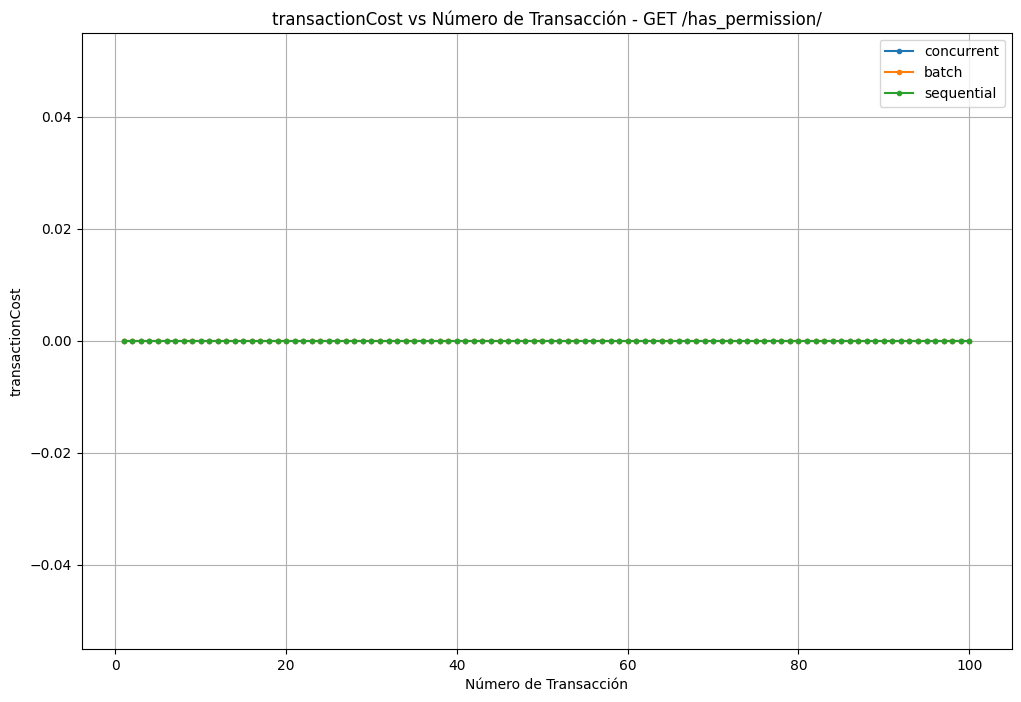 transactionCost vs Número de Transacción - GET /has_permission/
concurrent
batch
sequential
transactionCost
0.04
0.02
0.00
−0.02
−0.04
0
20
40
60
80
100
Número de Transacción